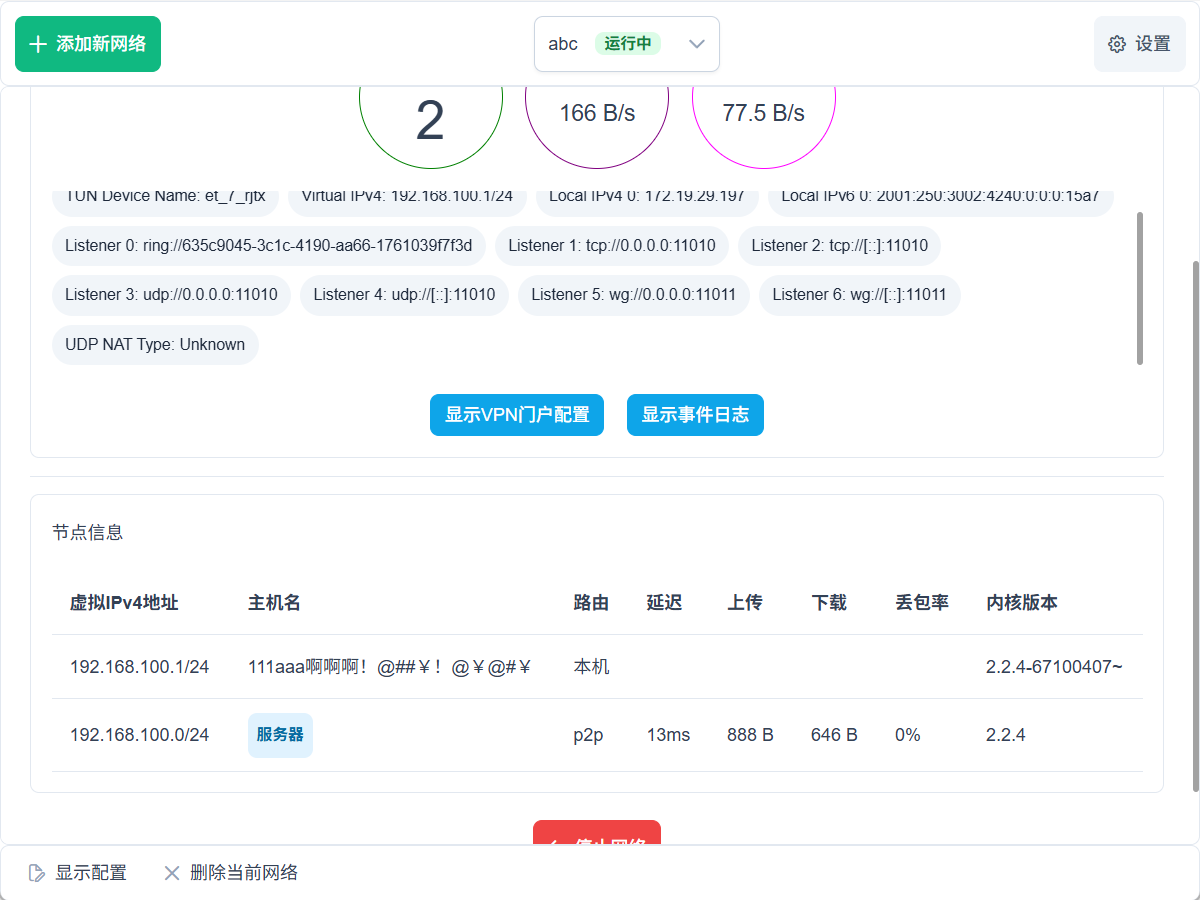 添加新网络
abc 运行中
设置
2
166 B/s
77.5 B/s
TUN Device Name: et_7_rjtx
Virtual IPv4: 192.168.100.1/24
Local IPv4 0: 172.19.29.197
Local IPv6 0: 2001:250:3002:4240:0:0:0:15a7
Listener 0: ring://635c9045-3c1c-4190-aa66-1761039f7f3d
Listener 1: tcp://0.0.0.0:11010
Listener 2: tcp://[::]:11010
Listener 3: udp://0.0.0.0:11010
Listener 4: udp://[::]:11010
Listener 5: wg://0.0.0.0:11011
Listener 6: wg://[::]:11011
UDP NAT Type: Unknown
显示VPN门户配置
显示事件日志
节点信息
虚拟IPv4地址 主机名 路由 延迟 上传 下载 丢包率 内核版本
192.168.100.1/24 111aaa啊啊啊！@##￥！@￥@#￥ 本机 2.2.4-67100407~
192.168.100.0/24 服务器 p2p 13ms 888 B 646 B 0% 2.2.4
停止网络
显示配置
删除当前网络